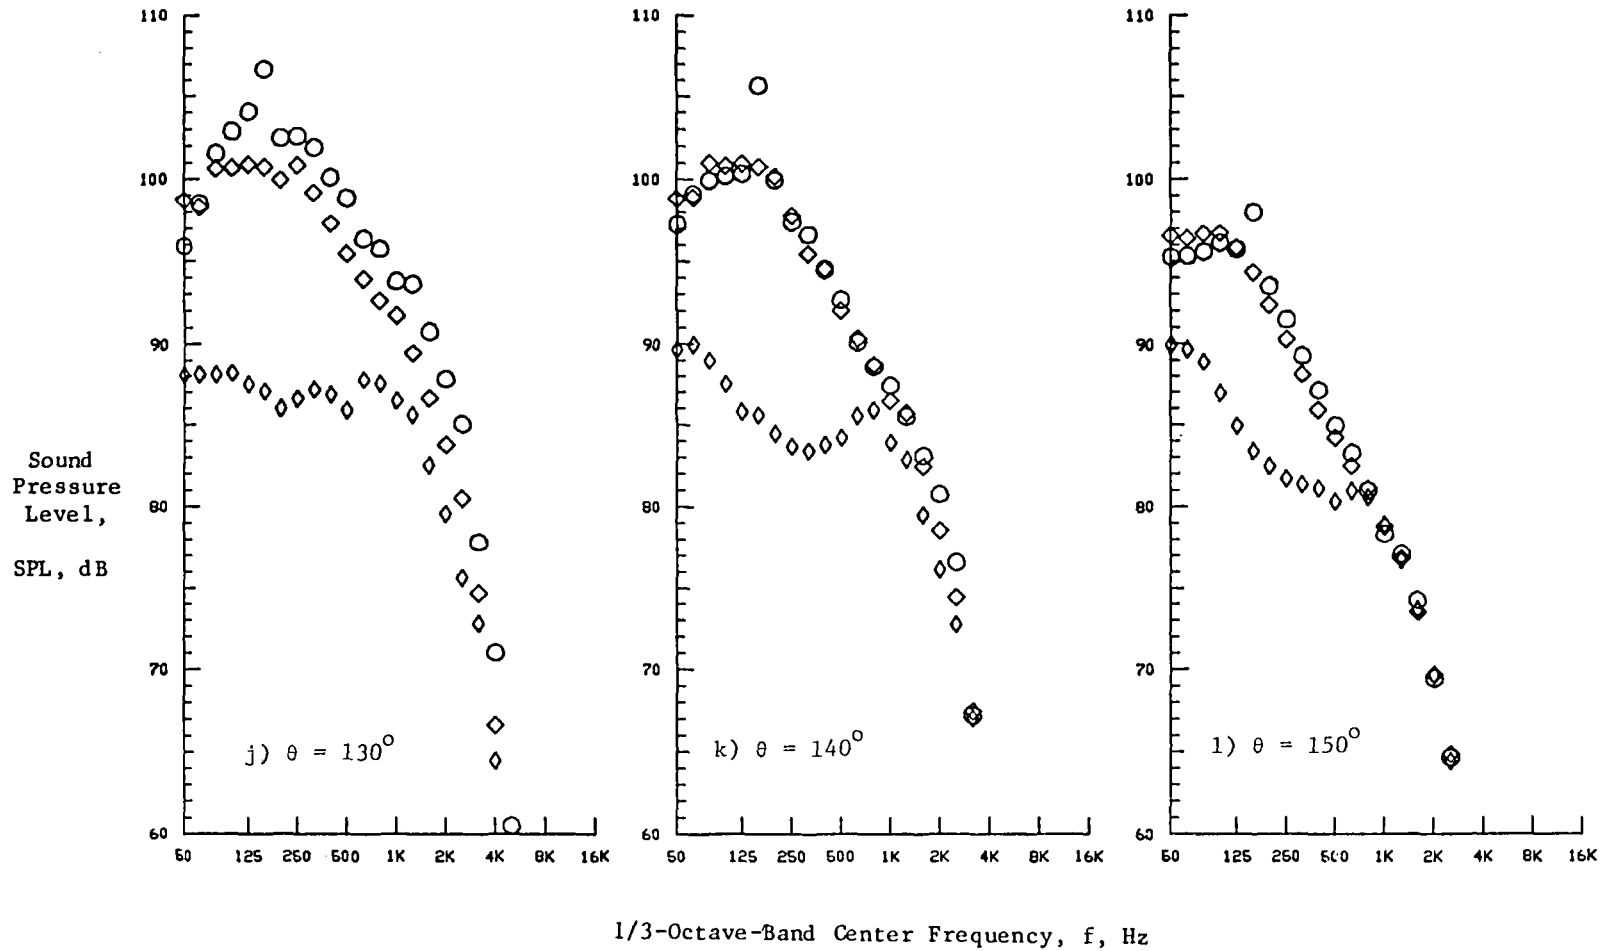 110
100
90
80
70
60
50 125 250 500 1K 2K 4K 8K 16K
j) θ = 130°
110
100
90
80
70
60
50 125 250 500 1K 2K 4K 8K 16K
k) θ = 140°
110
100
90
80
70
60
50 125 250 500 1K 2K 4K 8K 16K
l) θ = 150°
Sound
Pressure
Level,
SPL, dB
1/3-Octave-Band Center Frequency, f, Hz